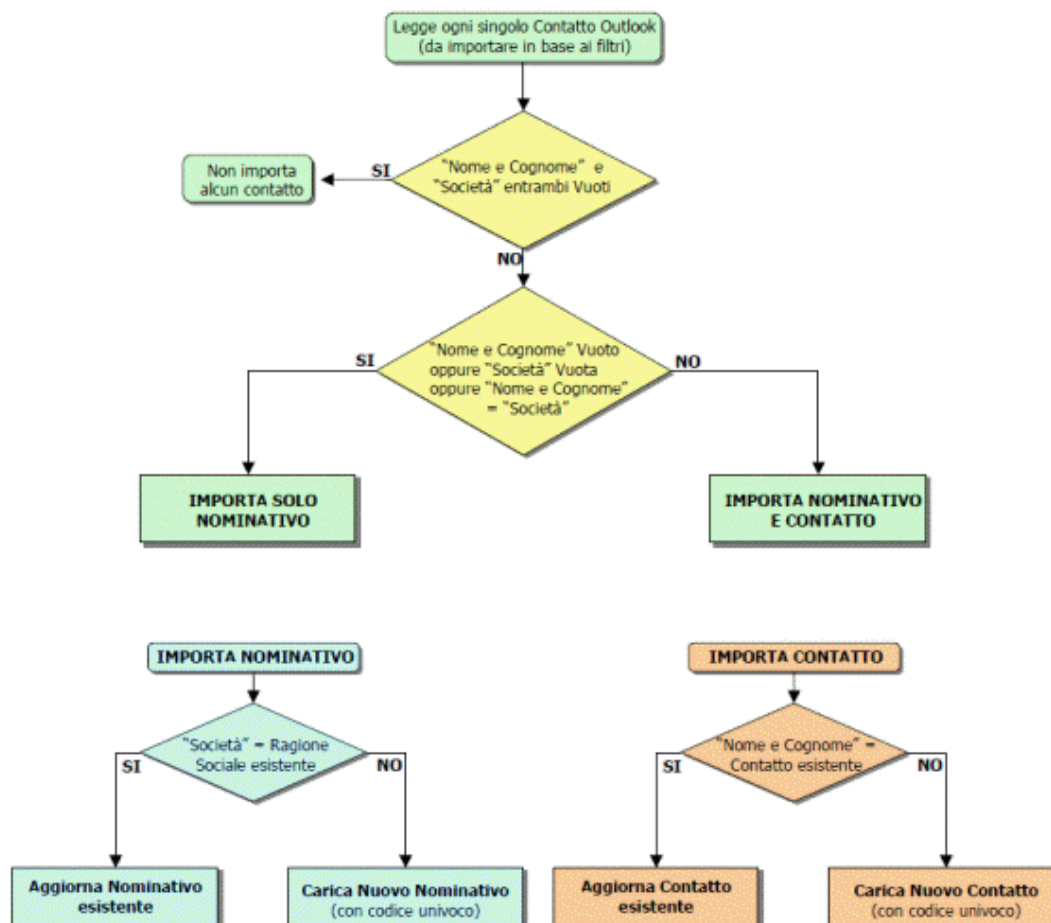 Legge ogni singolo Contatto Outlook
(da importare in base ai filtri)
"Nome e Cognome" e
"Società" entrambi Vuoti
SI
Non importa
alcun contatto
NO
"Nome e Cognome" Vuoto
oppure "Società" Vuota
oppure "Nome e Cognome"
= "Società"
SI
NO
IMPORTA SOLO
NOMINATIVO
IMPORTA NOMINATIVO
E CONTATTO
IMPORTA NOMINATIVO
"Società" = Ragione
Sociale esistente
SI
NO
Aggiorna Nominativo
esistente
Carica Nuovo Nominativo
(con codice univoco)
IMPORTA CONTATTO
"Nome e Cognome" =
Contatto esistente
SI
NO
Aggiorna Contatto
esistente
Carica Nuovo Contatto
(con codice univoco)